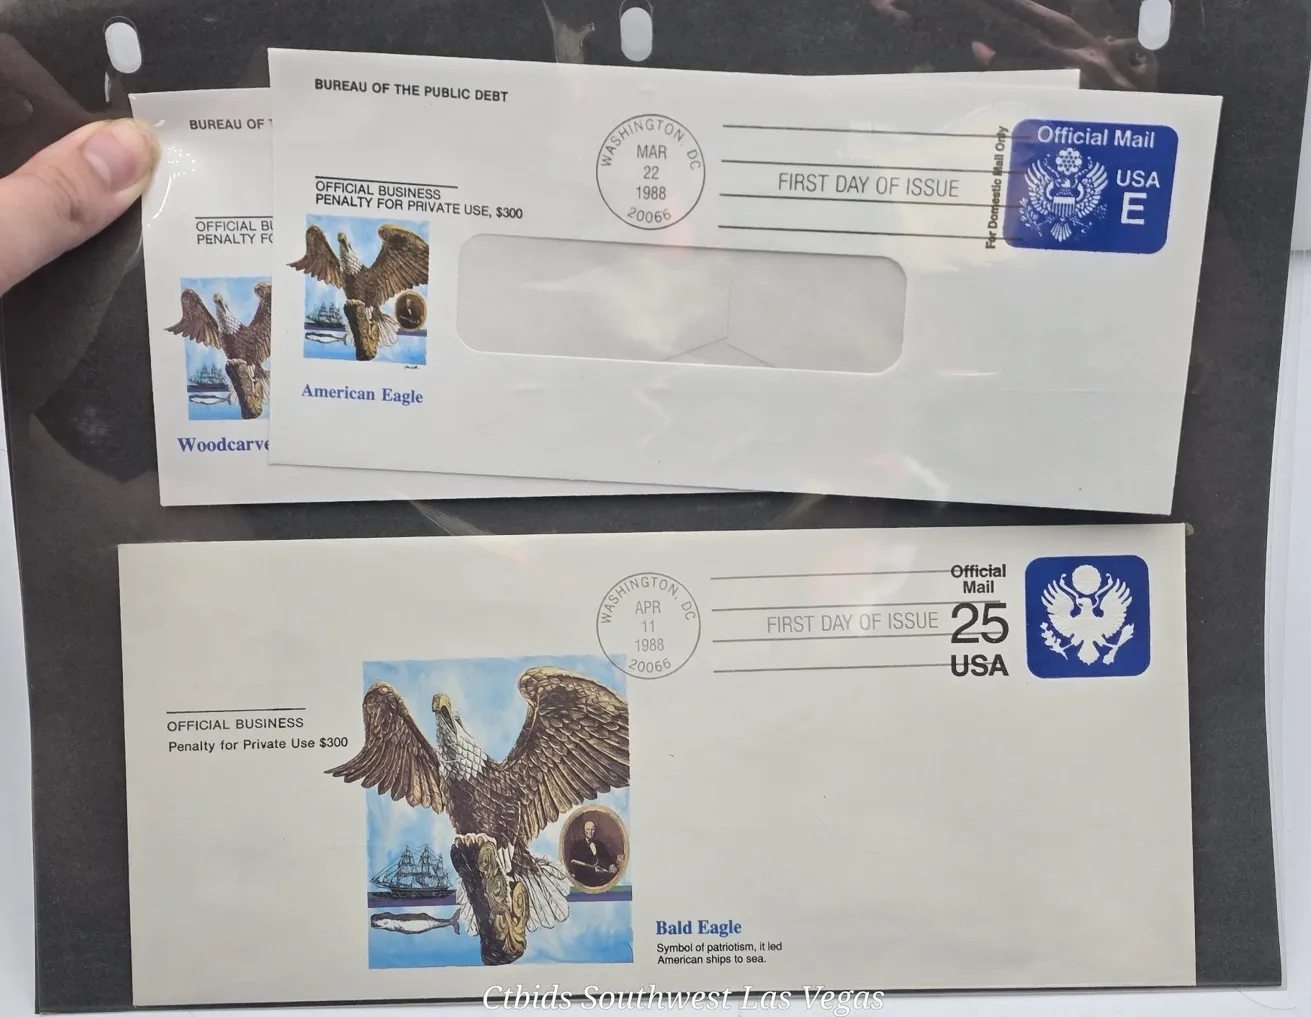 BUREAU OF THE PUBLIC DEBT
OFFICIAL BUSINESS
PENALTY FOR PRIVATE USE, $300
American Eagle
WASHINGTON, DC
MAR
22
1988
20066
FIRST DAY OF ISSUE
For Domestic Mail Only
Official Mail
USA
E
BUREAU OF
OFFICIAL
PENALTY
OFFICIAL BUSINESS
Penalty for Private Use $300
WASHINGTON, DC
APR
11
1988
20066
FIRST DAY OF ISSUE
Official
Mail
25
USA
Bald Eagle
Symbol of patriotism, it led
American ships to sea.
Ctbids Southwest Las Vegas